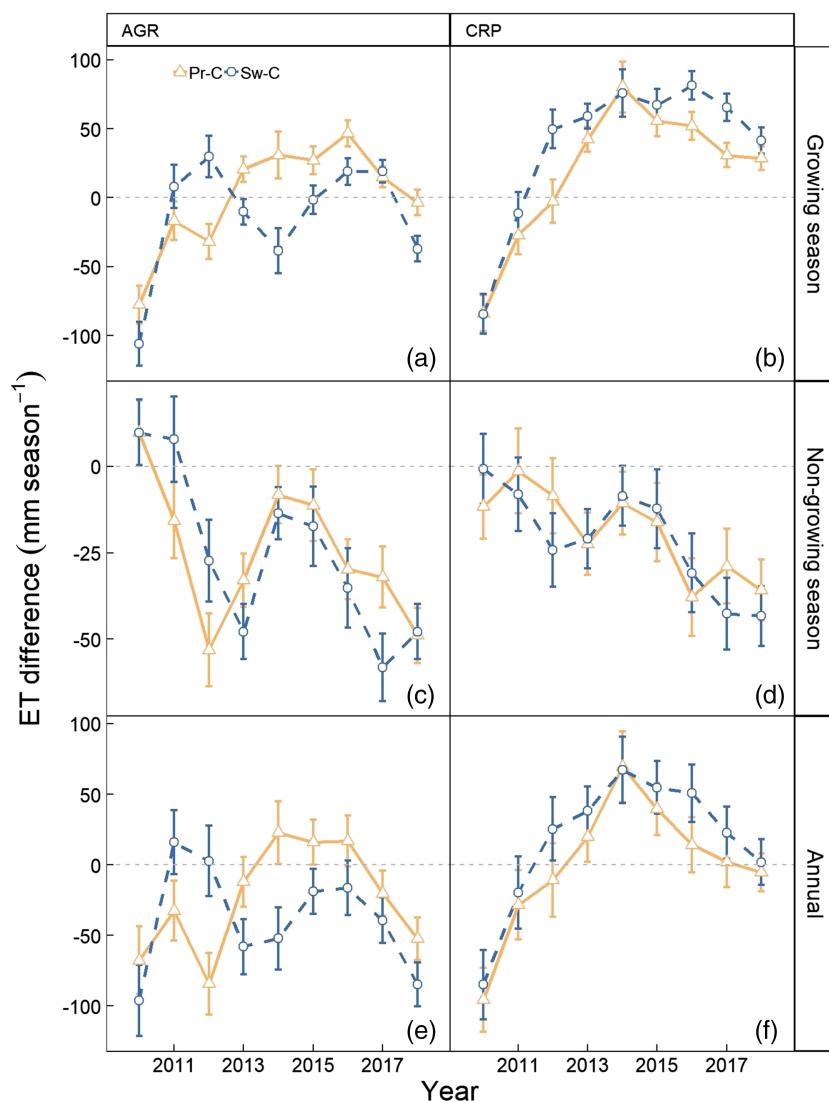 AGR
CRP
Pr-C
Sw-C
100
50
0
-50
-100
(a)
(b)
Growing season
0
-25
-50
(c)
(d)
Non-growing season
100
50
0
-50
-100
(e)
(f)
Annual
ET difference (mm season⁻¹)
2011 2013 2015 2017
2011 2013 2015 2017
Year